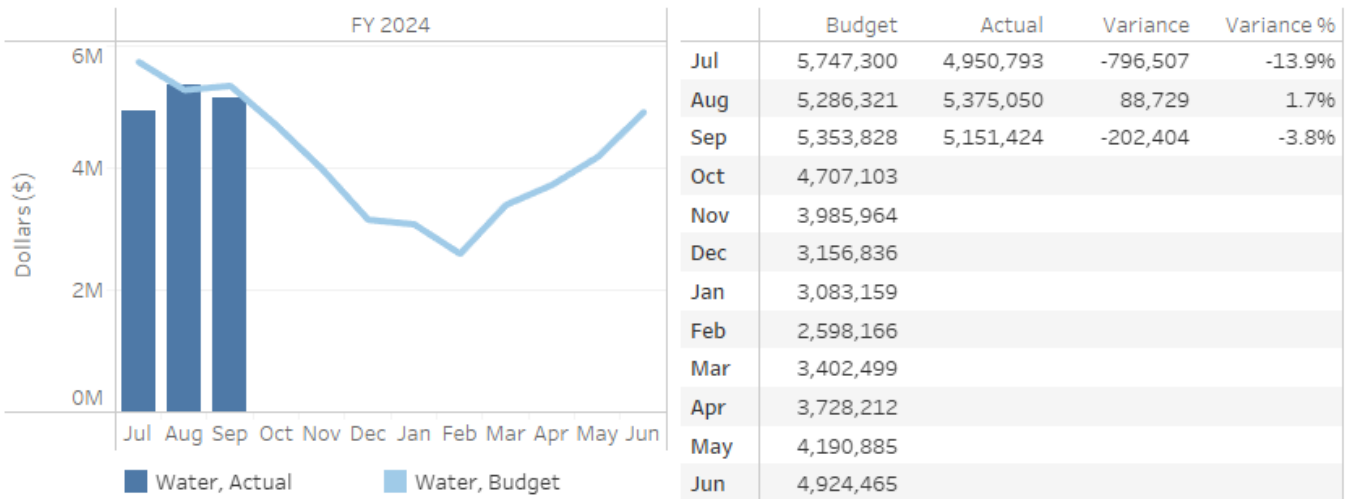 FY 2024
6M
4M
2M
0M
Dollars ($)
Jul Aug Sep Oct Nov Dec Jan Feb Mar Apr May Jun
Water, Actual Water, Budget
Budget Actual Variance Variance %
Jul 5,747,300 4,950,793 -796,507 -13.9%
Aug 5,286,321 5,375,050 88,729 1.7%
Sep 5,353,828 5,151,424 -202,404 -3.8%
Oct 4,707,103
Nov 3,985,964
Dec 3,156,836
Jan 3,083,159
Feb 2,598,166
Mar 3,402,499
Apr 3,728,212
May 4,190,885
Jun 4,924,465